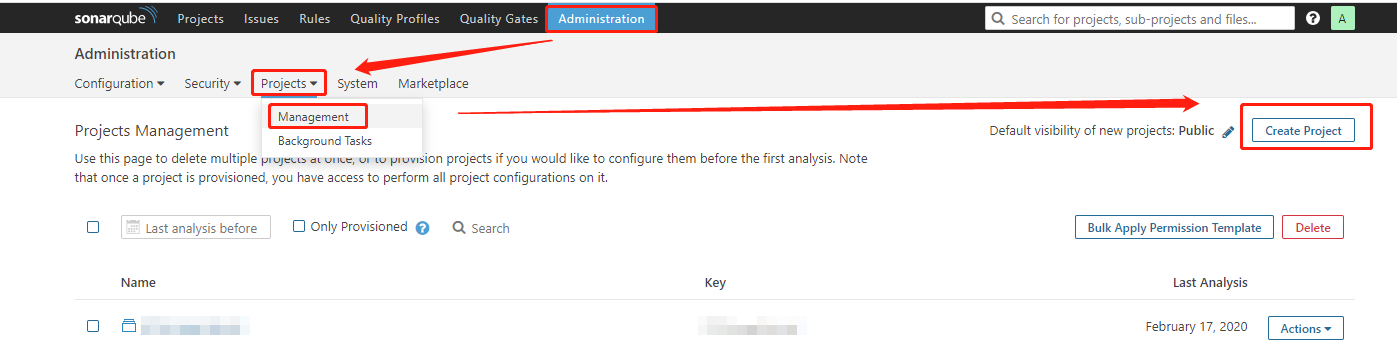 sonarqube Projects Issues Rules Quality Profiles Quality Gates Administration Search for projects, sub-projects and files... ? A
Administration
Configuration Security Projects System Marketplace
Management
Background Tasks
Projects Management Default visibility of new projects: Public Create Project
Use this page to delete multiple projects at once, or to provision projects if you would like to configure them before the first analysis. Note
that once a project is provisioned, you have access to perform all project configurations on it.
Last analysis before Only Provisioned ? Search Bulk Apply Permission Template Delete
Name Key Last Analysis
February 17, 2020 Actions